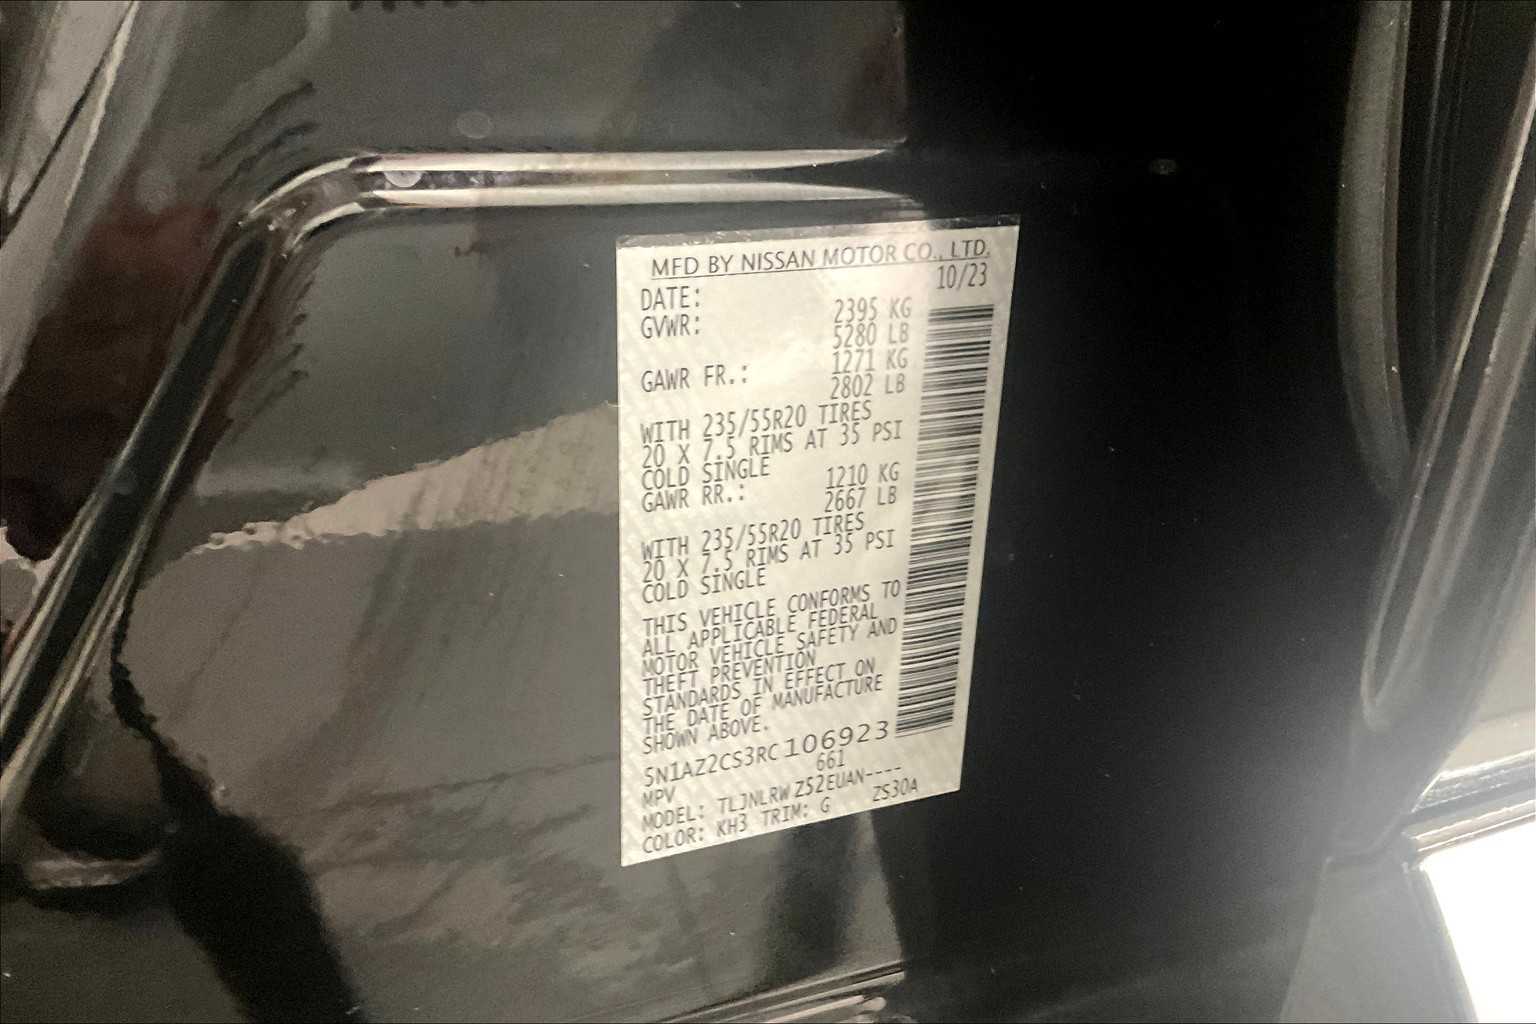 MFD BY NISSAN MOTOR CO., LTD.
DATE: 10/23
GVWR: 2395 KG
5280 LB
GAWR FR.: 1271 KG
2802 LB
WITH 235/55R20 TIRES
20 X 7.5 RIMS AT 35 PSI
COLD SINGLE
GAWR RR.: 1210 KG
2667 LB
WITH 235/55R20 TIRES
20 X 7.5 RIMS AT 35 PSI
COLD SINGLE
THIS VEHICLE CONFORMS TO
ALL APPLICABLE FEDERAL
MOTOR VEHICLE SAFETY AND
THEFT PREVENTION
STANDARDS IN EFFECT ON
THE DATE OF MANUFACTURE
SHOWN ABOVE.
5N1AZ2CS3RC106923
MPV 661
MODEL: TLJNLRWZ52EUAN----
COLOR: KH3 TRIM: G ZS30A